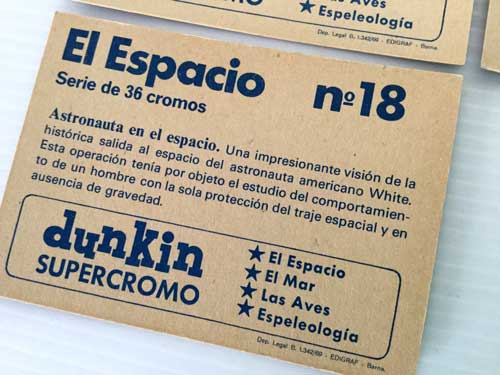 Las Aves
★ Espeleología
Dep. Legal B. 1.342/69 - EDIGRAF - Barna.
El Espacio nº18
Serie de 36 cromos
Astronauta en el espacio. Una impresionante visión de la
histórica salida al espacio del astronauta americano White.
Esta operación tenía por objeto el estudio del comportamien-
to de un hombre con la sola protección del traje espacial y en
ausencia de gravedad.
dunkin
SUPERCROMO
★ El Espacio
★ El Mar
★ Las Aves
★ Espeleología
Dep. Legal B. 1.342/69 - EDIGRAF - Barna.